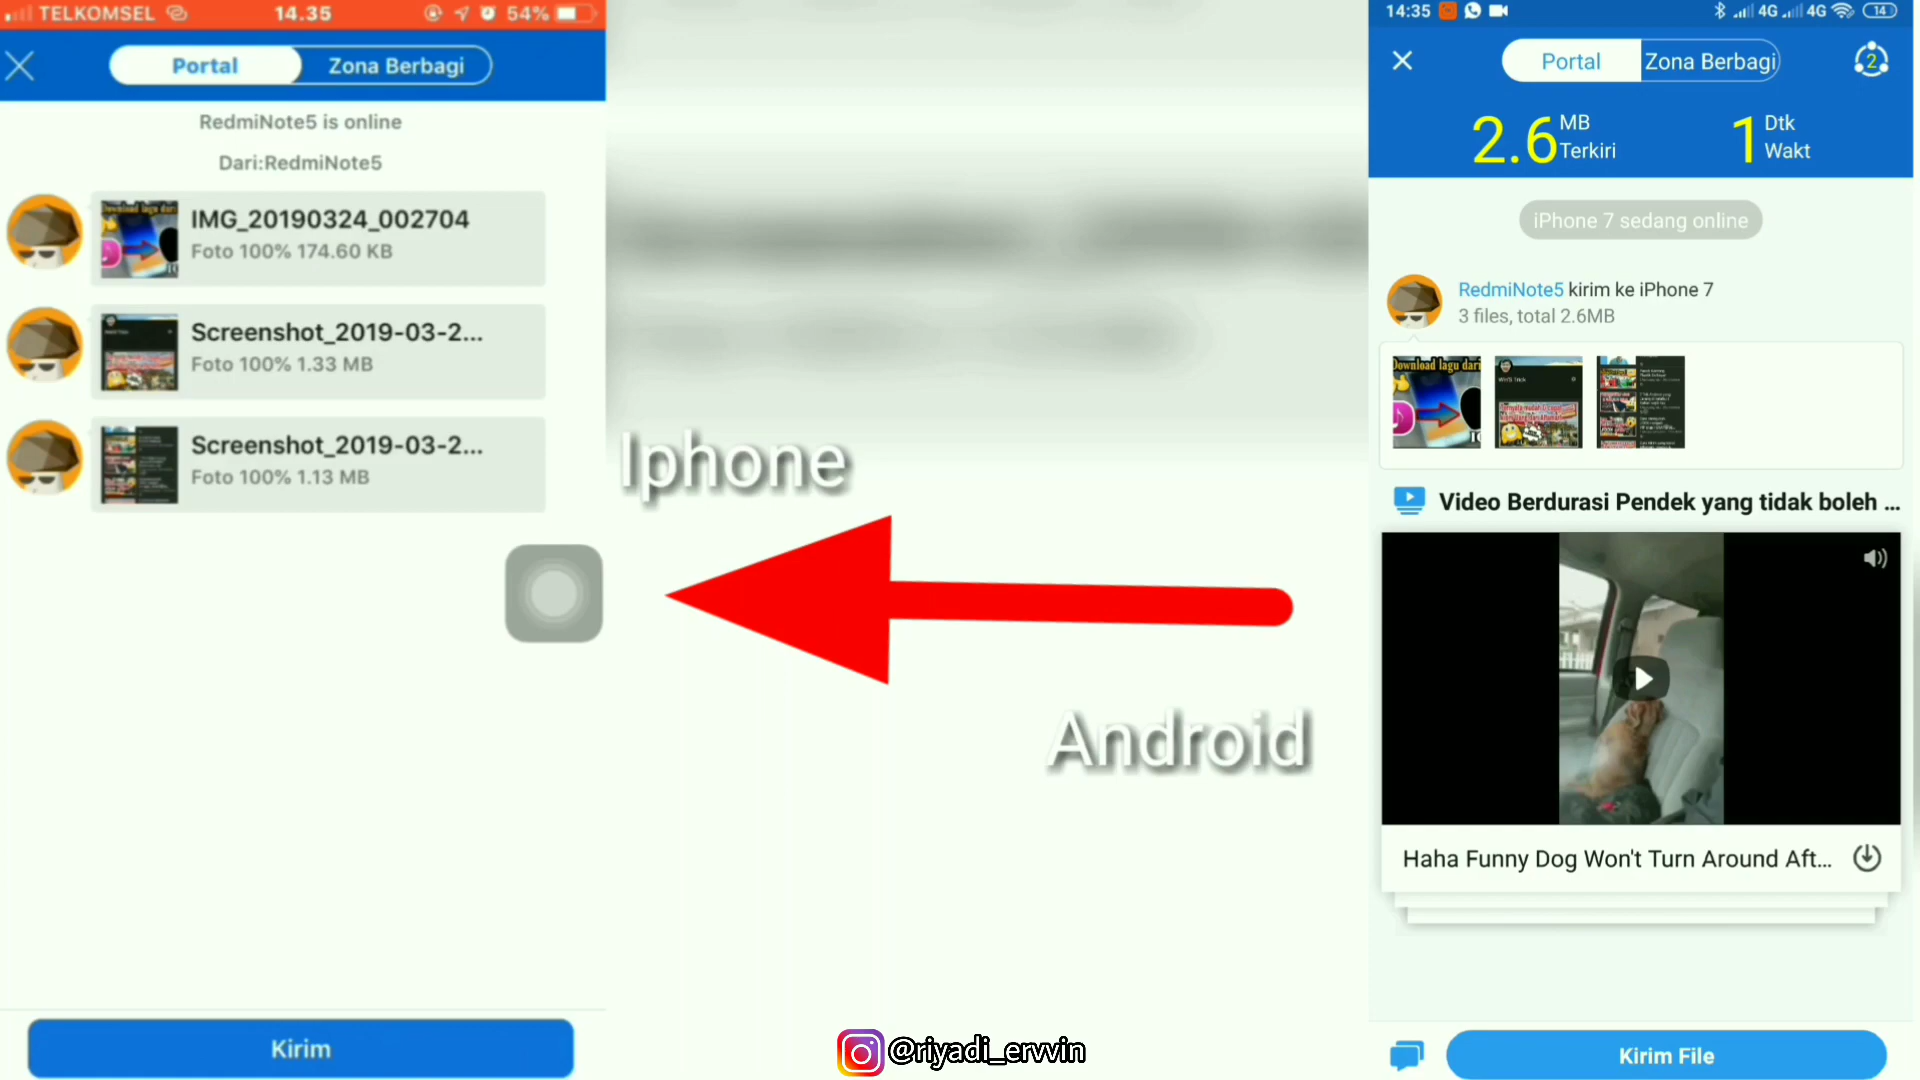 TELKOMSEL 14.35 54%
Portal Zona Berbagi
RedmiNote5 is online
Dari:RedmiNote5
IMG_20190324_002704
Foto 100% 174.60 KB
Screenshot_2019-03-2...
Foto 100% 1.33 MB
Screenshot_2019-03-2...
Foto 100% 1.13 MB
Kirim
Iphone
Android
@riyadi_ervvin
14:35 4G 4G 14
Portal Zona Berbagi 2
2.6 MB Terkiri 1 Dtk Wakt
iPhone 7 sedang online
RedmiNote5 kirim ke iPhone 7
3 files, total 2.6MB
Download lagu dari
Video Berdurasi Pendek yang tidak boleh ...
Haha Funny Dog Won't Turn Around Aft...
Kirim File